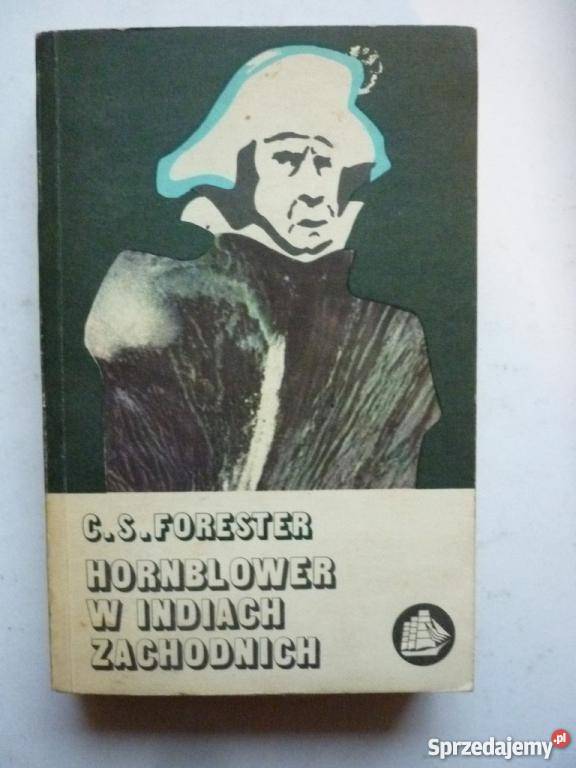 C.S.FORESTER
HORNBLOWER
W INDIACH
ZACHODNICH
Sprzedajemy.pl